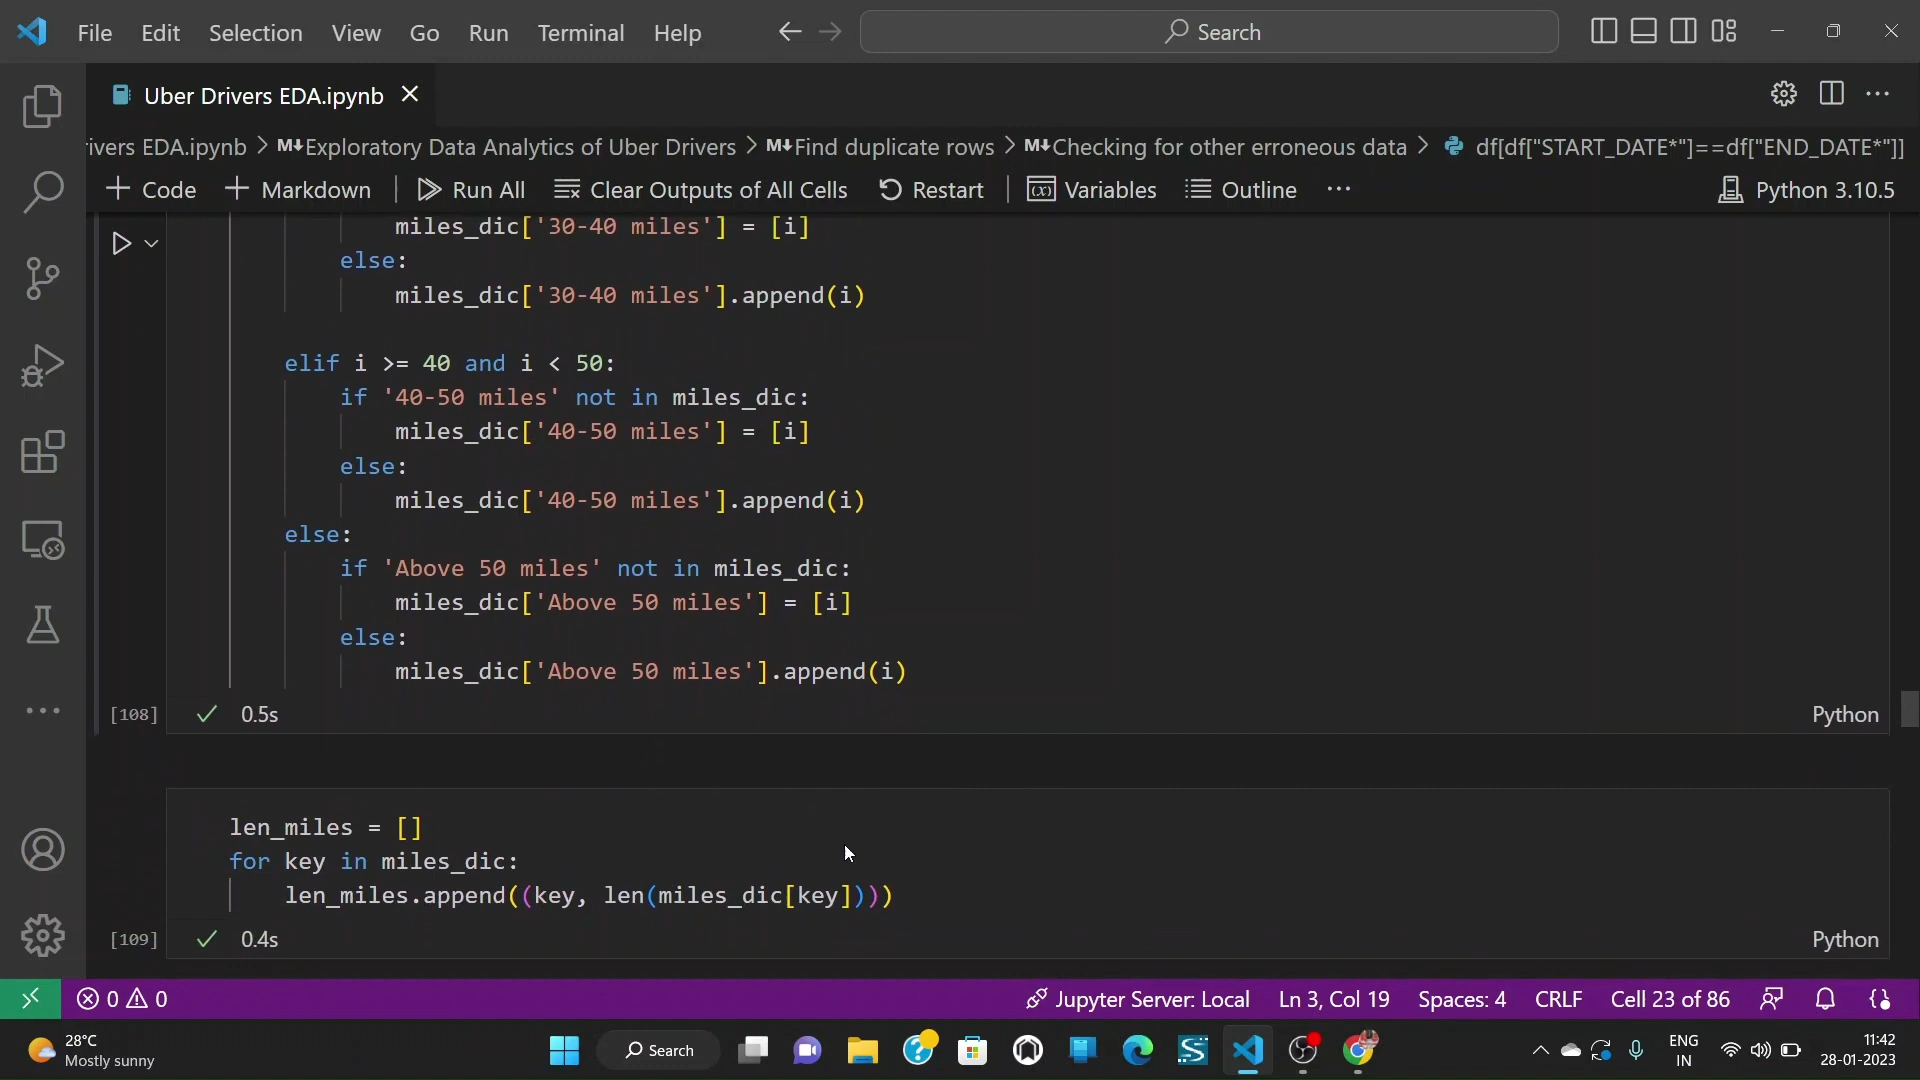 File Edit Selection View Go Run Terminal Help
Search
Uber Drivers EDA.ipynb
ivers EDA.ipynb > M↓Exploratory Data Analytics of Uber Drivers > M↓Find duplicate rows > M↓Checking for other erroneous data > df[df["START_DATE*"]==df["END_DATE*"]]
+ Code + Markdown | Run All Clear Outputs of All Cells Restart | Variables Outline ··· Python 3.10.5
miles_dic['30-40 miles'] = [i]
else:
miles_dic['30-40 miles'].append(i)
elif i >= 40 and i < 50:
if '40-50 miles' not in miles_dic:
miles_dic['40-50 miles'] = [i]
else:
miles_dic['40-50 miles'].append(i)
else:
if 'Above 50 miles' not in miles_dic:
miles_dic['Above 50 miles'] = [i]
else:
miles_dic['Above 50 miles'].append(i)
[108] ✓ 0.5s Python
len_miles = []
for key in miles_dic:
len_miles.append((key, len(miles_dic[key])))
[109] ✓ 0.4s Python
0 0 Jupyter Server: Local Ln 3, Col 19 Spaces: 4 CRLF Cell 23 of 86
28°C
Mostly sunny
Search
ENG
IN
11:42
28-01-2023